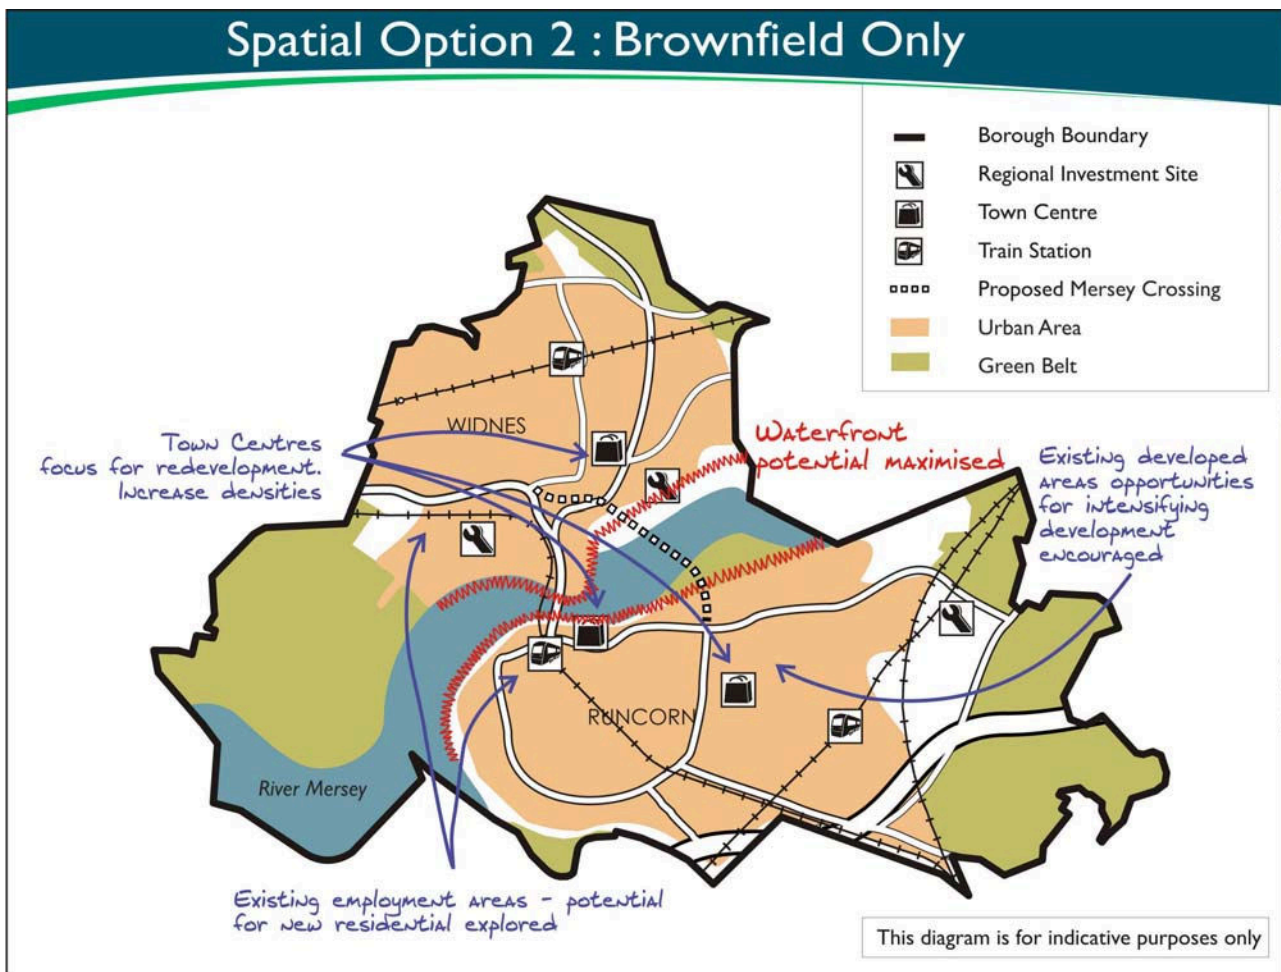 Spatial Option 2 : Brownfield Only
Borough Boundary
Regional Investment Site
Town Centre
Train Station
Proposed Mersey Crossing
Urban Area
Green Belt
WIDNES
Town Centres
focus for redevelopment.
Increase densities
Waterfront
potential maximised
Existing developed
areas opportunities
for intensifying
development
encouraged
RUNCORN
River Mersey
Existing employment areas - potential
for new residential explored
This diagram is for indicative purposes only